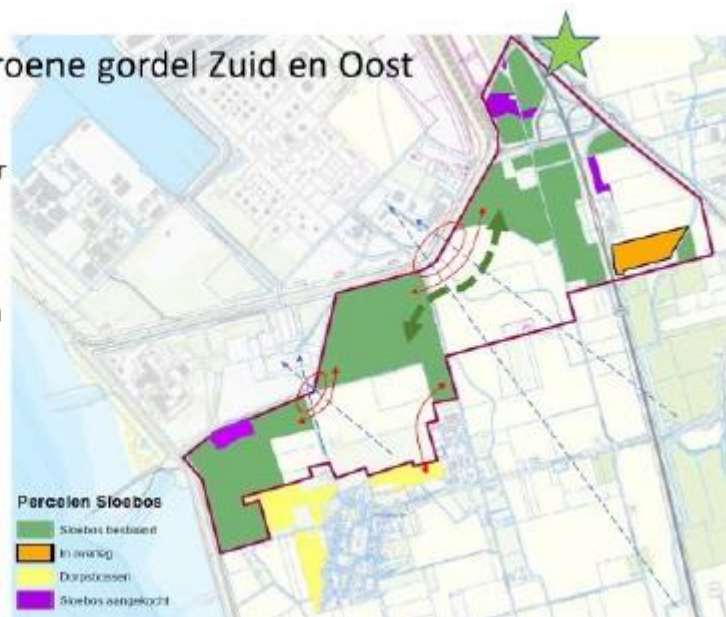 roene gordel Zuid en Oost
r
Percelen Sloebos
Sloebos bestaand
In overleg
Dorpsbossen
Sloebos aangekocht